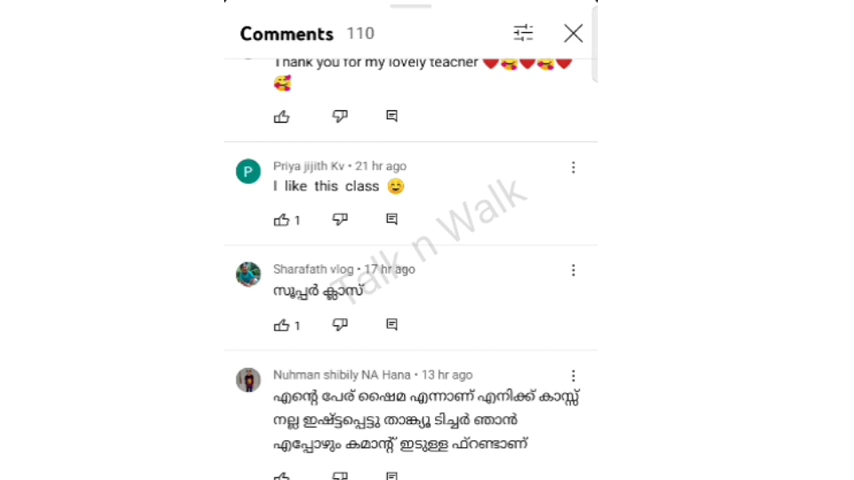 Comments 110
Thank you for my lovely teacher ❤️🥰❤️🥰❤️
🥰
P
Priya jijith Kv • 21 hr ago
I like this class ☺️
1
Sharafath vlog • 17 hr ago
സൂപ്പർ ക്ലാസ്
1
Nuhman shibily NA Hana • 13 hr ago
എന്റെ പേര് ഷൈമ എന്നാണ് എനിക്ക് കാസ്സ്
നല്ല ഇഷ്ട്ടപ്പെട്ടു താങ്ക്യൂ ടിച്ചർ ഞാൻ
എപ്പോഴും കമാന്റ് ഇടുള്ള ഫ്റണ്ടാണ്
Talk n Walk